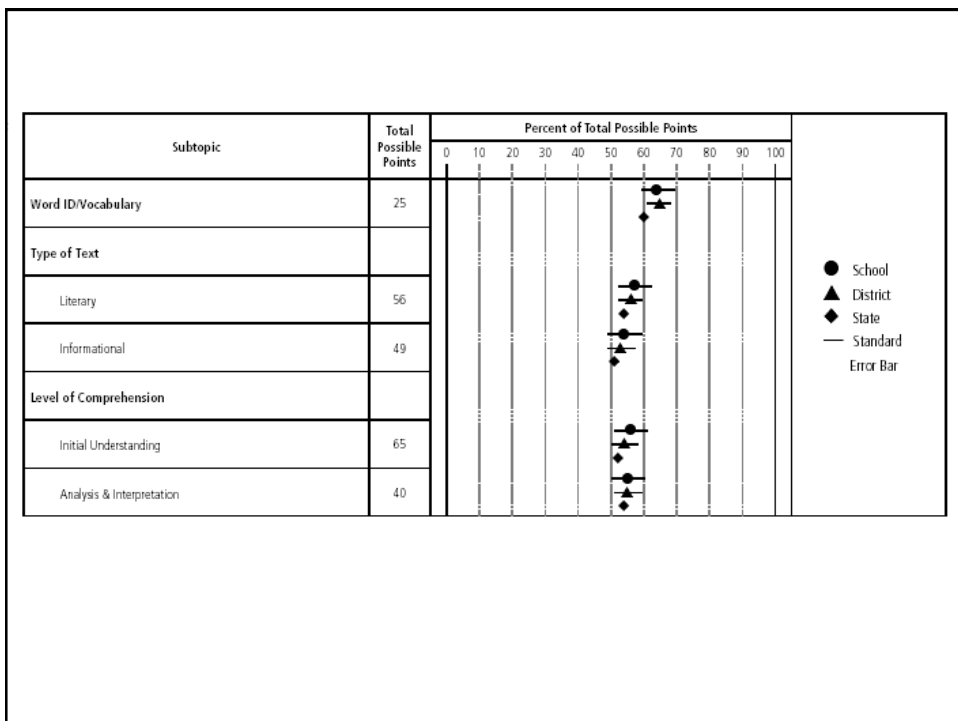 Subtopic
Total
Possible
Points
Percent of Total Possible Points
0 10 20 30 40 50 60 70 80 90 100
Word ID/Vocabulary 25
Type of Text
Literary 56
Informational 49
Level of Comprehension
Initial Understanding 65
Analysis & Interpretation 40
School
District
State
Standard
Error Bar